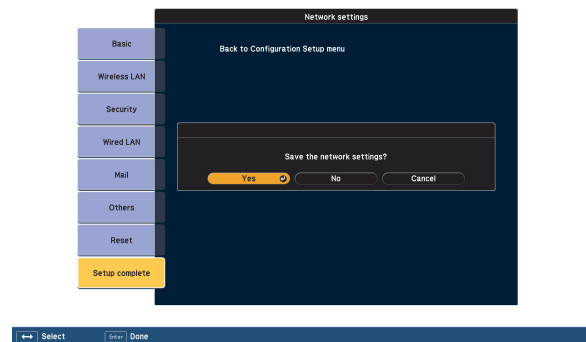 Network settings
Basic
Back to Configuration Setup menu
Wireless LAN
Security
Wired LAN
Save the network settings?
Mail
Yes No Cancel
Others
Reset
Setup complete
Select Enter Done